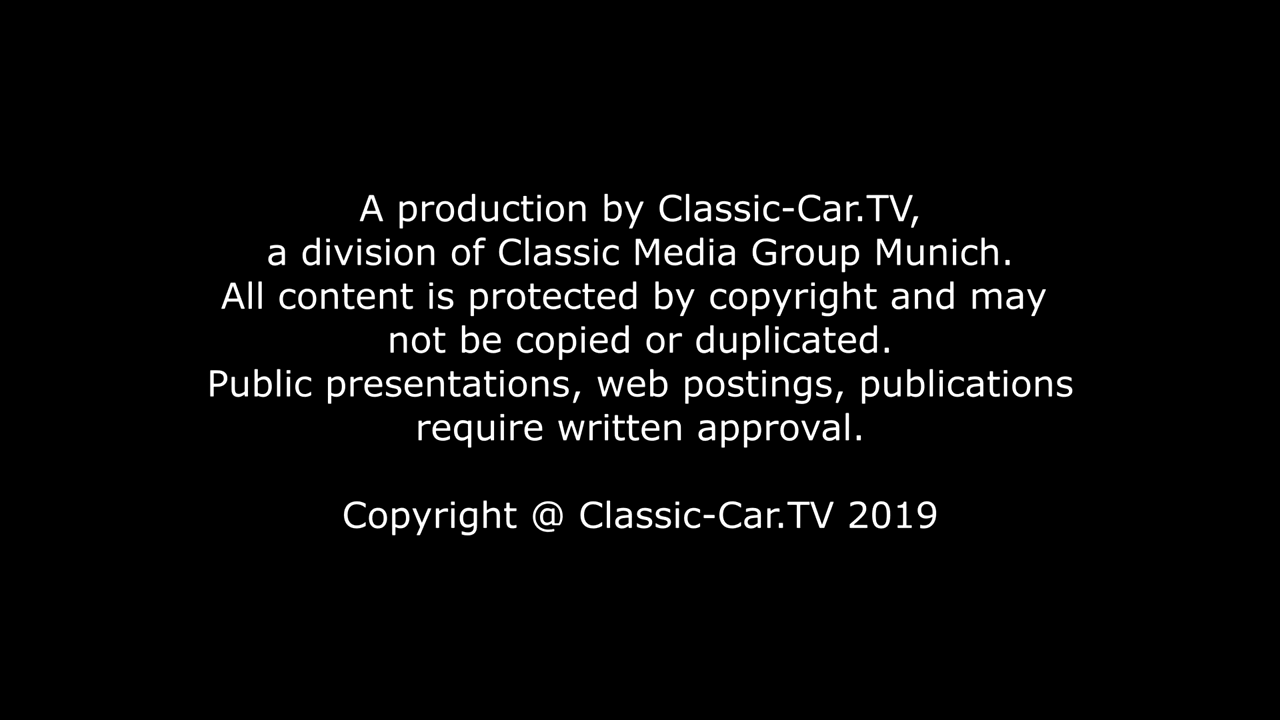 A production by Classic-Car.TV,
a division of Classic Media Group Munich.
All content is protected by copyright and may
not be copied or duplicated.
Public presentations, web postings, publications
require written approval.
Copyright @ Classic-Car.TV 2019